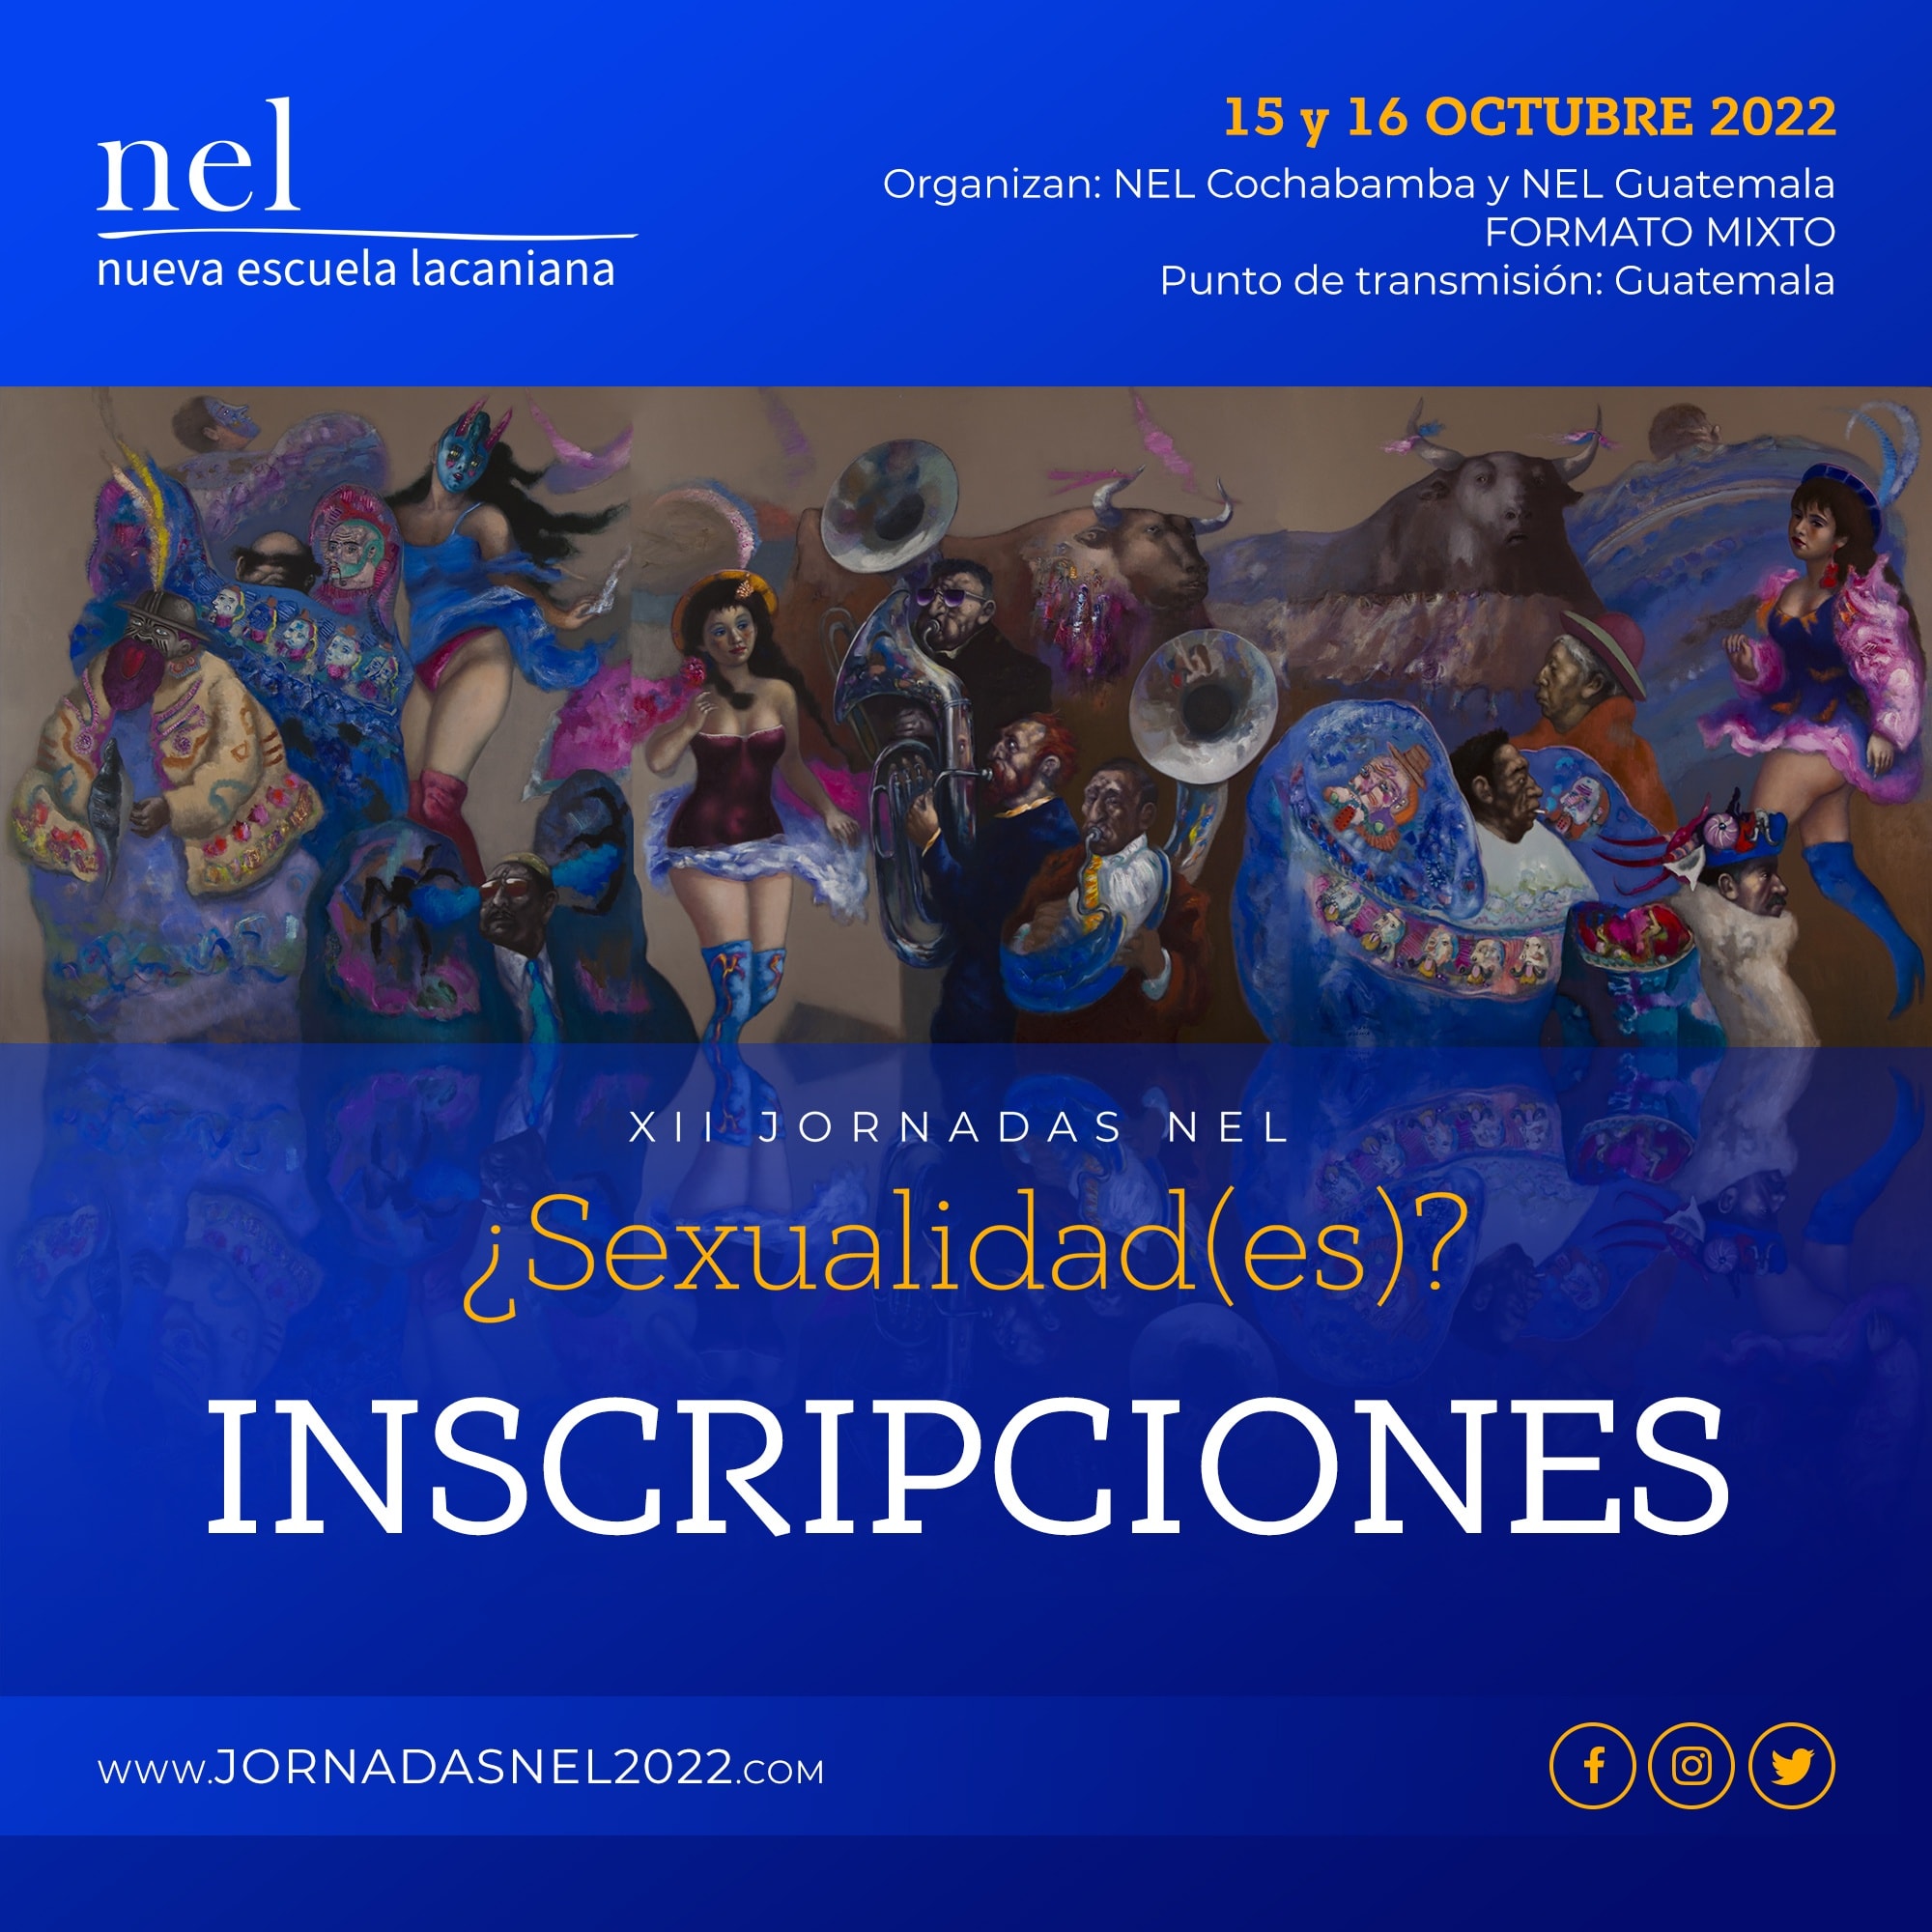 nel
nueva escuela lacaniana
15 y 16 OCTUBRE 2022
Organizan: NEL Cochabamba y NEL Guatemala
FORMATO MIXTO
Punto de transmisión: Guatemala
XII JORNADAS NEL
¿Sexualidad(es)?
INSCRIPCIONES
www.JORNADASNEL2022.com